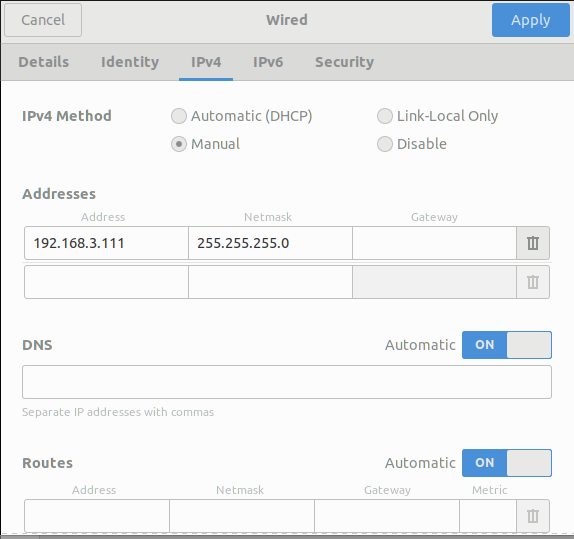 Cancel Wired Apply
Details Identity IPv4 IPv6 Security
IPv4 Method Automatic (DHCP) Link-Local Only
Manual Disable
Addresses
Address Netmask Gateway
192.168.3.111 255.255.255.0
DNS Automatic ON
Separate IP addresses with commas
Routes Automatic ON
Address Netmask Gateway Metric